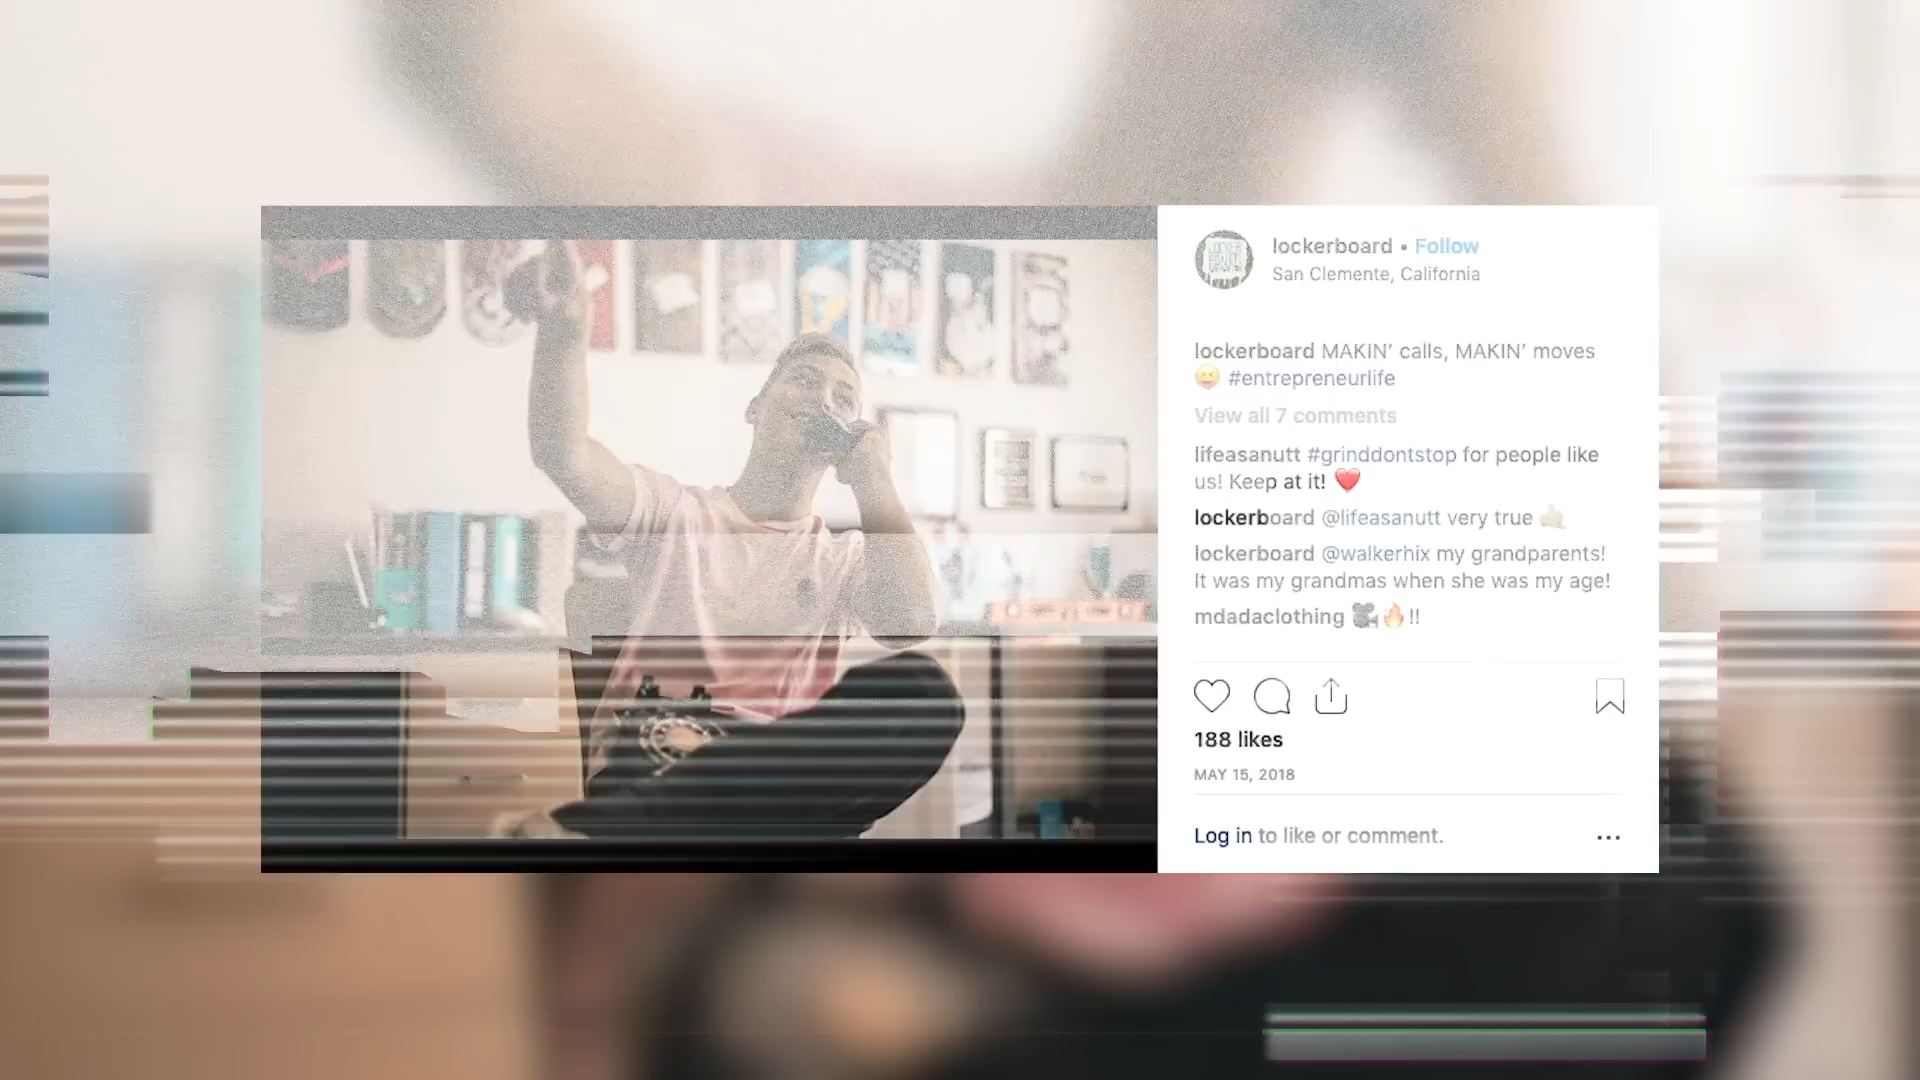 lockerboard • Follow
San Clemente, California
lockerboard MAKIN' calls, MAKIN' moves
😝 #entrepreneurlife
View all 7 comments
lifeasanutt #grinddontstop for people like
us! Keep at it! ❤️
lockerboard @lifeasanutt very true 🤙🏻
lockerboard @walkerhix my grandparents!
It was my grandmas when she was my age!
mdadaclothing 🎥🔥!!
188 likes
MAY 15, 2018
Log in to like or comment.